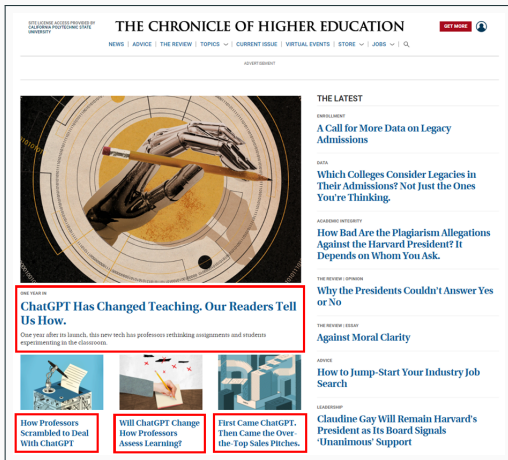 SITE LICENSE ACCESS PROVIDED BY
CALIFORNIA POLYTECHNIC STATE
UNIVERSITY
THE CHRONICLE OF HIGHER EDUCATION
GET MORE
NEWS | ADVICE | THE REVIEW | TOPICS | CURRENT ISSUE | VIRTUAL EVENTS | STORE | JOBS |
ADVERTISEMENT
ONE YEAR IN
ChatGPT Has Changed Teaching. Our Readers Tell
Us How.
One year after its launch, this new tech has professors rethinking assignments and students
experimenting in the classroom.
How Professors
Scrambled to Deal
With ChatGPT
Will ChatGPT Change
How Professors
Assess Learning?
First Came ChatGPT.
Then Came the Over-
the-Top Sales Pitches.
THE LATEST
ENROLLMENT
A Call for More Data on Legacy
Admissions
DATA
Which Colleges Consider Legacies in
Their Admissions? Not Just the Ones
You're Thinking.
ACADEMIC INTEGRITY
How Bad Are the Plagiarism Allegations
Against the Harvard President? It
Depends on Whom You Ask.
THE REVIEW | OPINION
Why the Presidents Couldn't Answer Yes
or No
THE REVIEW | ESSAY
Against Moral Clarity
ADVICE
How to Jump-Start Your Industry Job
Search
LEADERSHIP
Claudine Gay Will Remain Harvard's
President as Its Board Signals
'Unanimous' Support